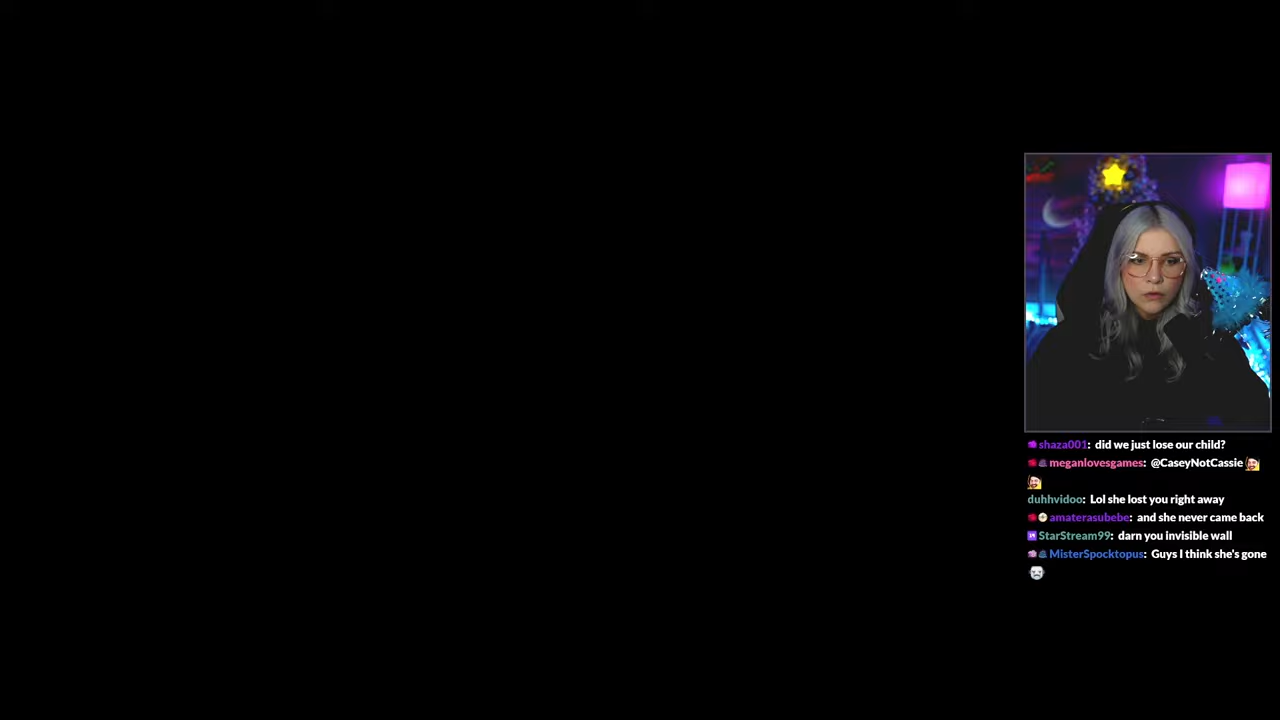 shaza001: did we just lose our child?
meganlovesgames: @CaseyNotCassie
duhhvidoo: Lol she lost you right away
amaterasubebe: and she never came back
StarStream99: darn you invisible wall
MisterSpocktopus: Guys I think she's gone